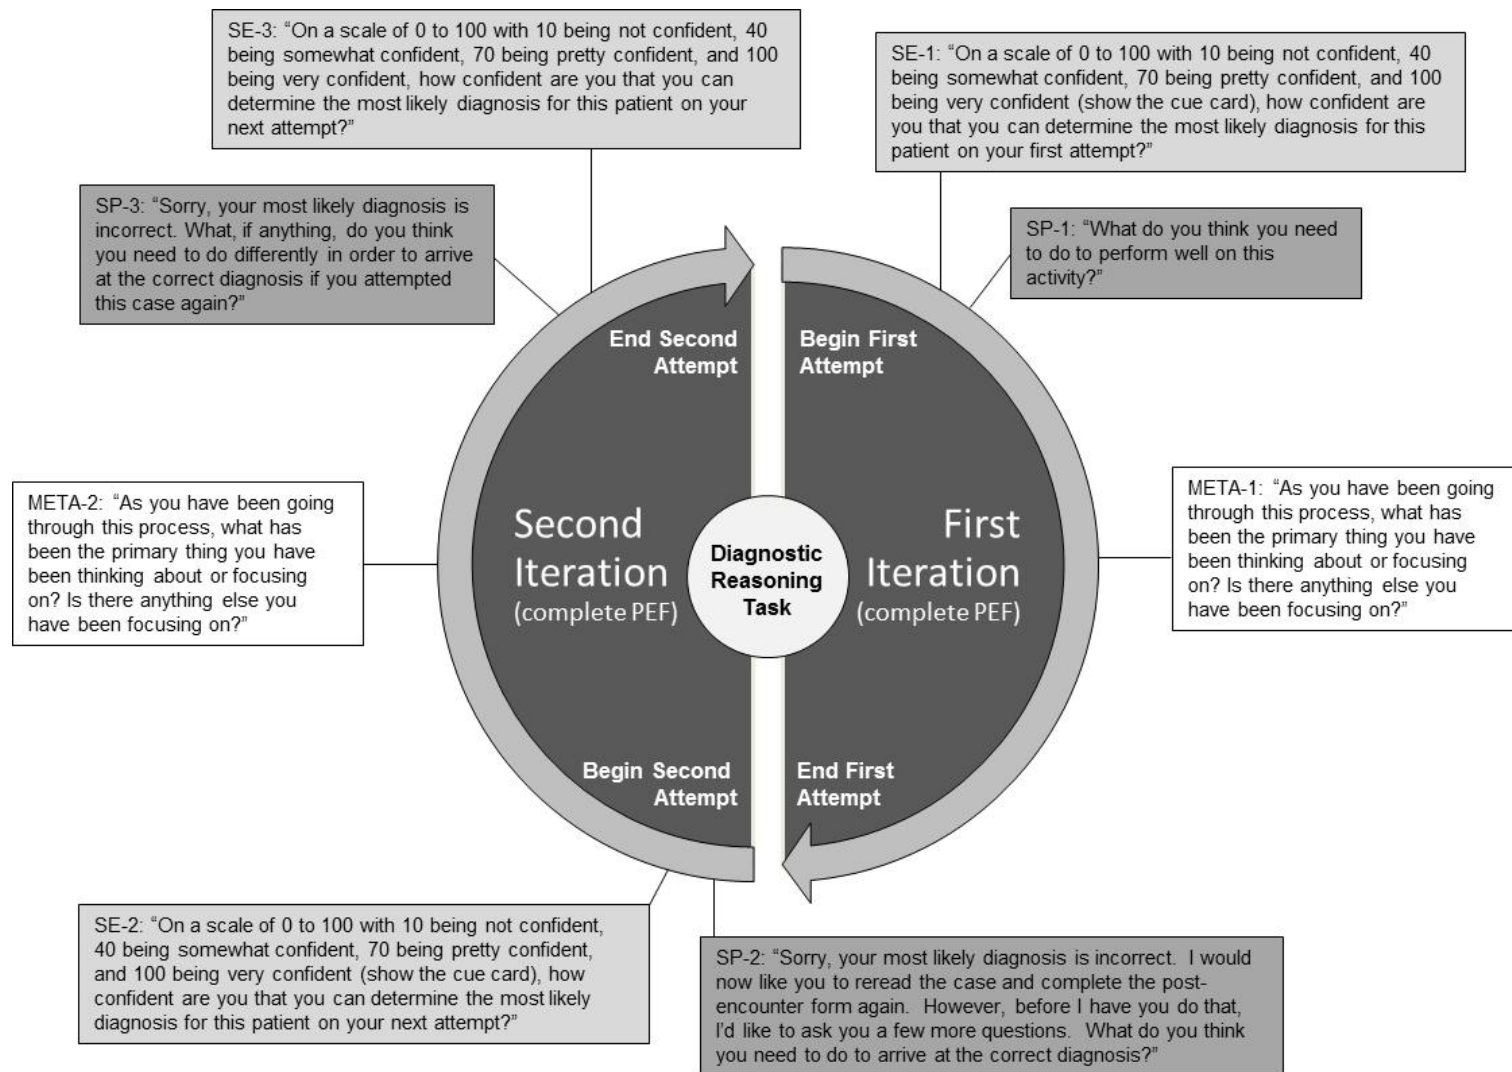 SE-3: “On a scale of 0 to 100 with 10 being not confident, 40
being somewhat confident, 70 being pretty confident, and 100
being very confident, how confident are you that you can
determine the most likely diagnosis for this patient on your
next attempt?”
SE-1: “On a scale of 0 to 100 with 10 being not confident, 40
being somewhat confident, 70 being pretty confident, and 100
being very confident (show the cue card), how confident are
you that you can determine the most likely diagnosis for this
patient on your first attempt?”
SP-3: “Sorry, your most likely diagnosis is
incorrect. What, if anything, do you think
you need to do differently in order to arrive
at the correct diagnosis if you attempted
this case again?”
SP-1: “What do you think you need
to do to perform well on this
activity?”
End Second
Attempt
Begin First
Attempt
META-2: “As you have been going
through this process, what has
been the primary thing you have
been thinking about or focusing
on? Is there anything else you
have been focusing on?”
Second
Iteration
(complete PEF)
Diagnostic
Reasoning
Task
First
Iteration
(complete PEF)
META-1: “As you have been going
through this process, what has
been the primary thing you have
been thinking about or focusing
on? Is there anything else you
have been focusing on?”
Begin Second
Attempt
End First
Attempt
SE-2: “On a scale of 0 to 100 with 10 being not confident,
40 being somewhat confident, 70 being pretty confident,
and 100 being very confident (show the cue card), how
confident are you that you can determine the most likely
diagnosis for this patient on your next attempt?”
SP-2: “Sorry, your most likely diagnosis is incorrect. I would
now like you to reread the case and complete the post-
encounter form again. However, before I have you do that,
I’d like to ask you a few more questions. What do you think
you need to do to arrive at the correct diagnosis?”